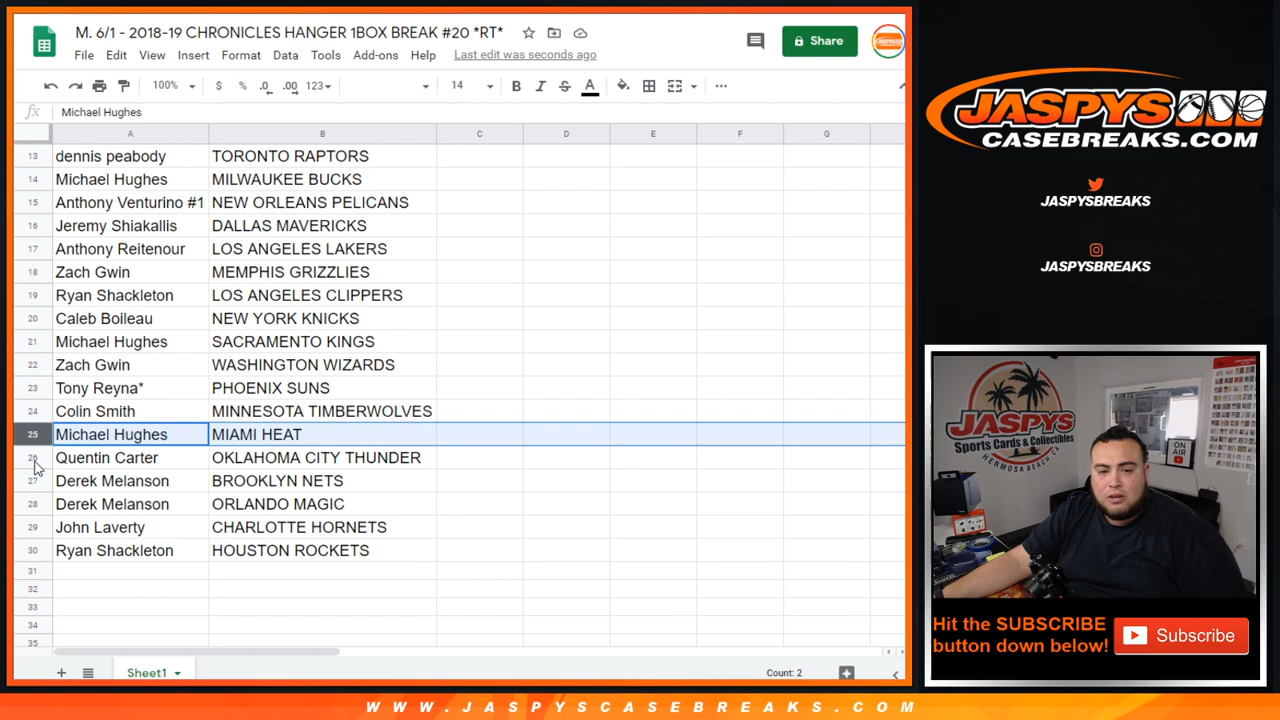 M. 6/1 - 2018-19 CHRONICLES HANGER 1BOX BREAK #20 *RT*
File Edit View Insert Format Data Tools Add-ons Help Last edit was seconds ago
Share
100% $ % .0 .00 123 14 B I S A
fx Michael Hughes
A B C D E F G
13 dennis peabody TORONTO RAPTORS
14 Michael Hughes MILWAUKEE BUCKS
15 Anthony Venturino #1 NEW ORLEANS PELICANS
16 Jeremy Shiakallis DALLAS MAVERICKS
17 Anthony Reitenour LOS ANGELES LAKERS
18 Zach Gwin MEMPHIS GRIZZLIES
19 Ryan Shackleton LOS ANGELES CLIPPERS
20 Caleb Boileau NEW YORK KNICKS
21 Michael Hughes SACRAMENTO KINGS
22 Zach Gwin WASHINGTON WIZARDS
23 Tony Reyna* PHOENIX SUNS
24 Colin Smith MINNESOTA TIMBERWOLVES
25 Michael Hughes MIAMI HEAT
26 Quentin Carter OKLAHOMA CITY THUNDER
27 Derek Melanson BROOKLYN NETS
28 Derek Melanson ORLANDO MAGIC
29 John Laverty CHARLOTTE HORNETS
30 Ryan Shackleton HOUSTON ROCKETS
31
32
33
34
35
Sheet1
Count: 2
JASPYS
CASEBREAKS.COM
JASPYSBREAKS
JASPYSBREAKS
JASPYS
Sports Cards & Collectibles
HERMOSA BEACH CA
ON AIR
Hit the SUBSCRIBE
button down below!
Subscribe
WWW.JASPYSCASEBREAKS.COM